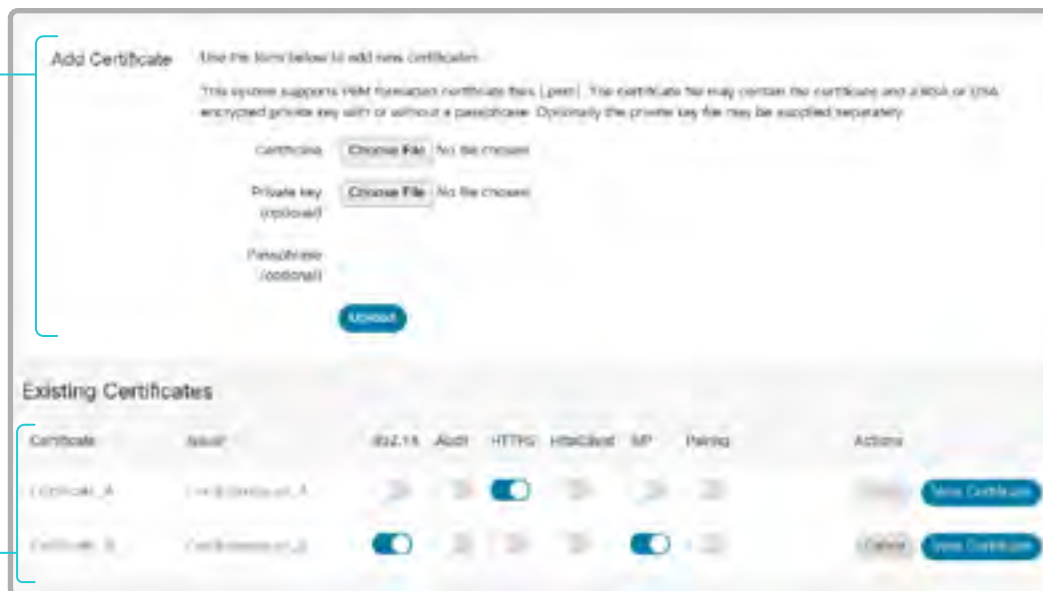 Add Certificate
Use the form below to add new certificates.
This system supports PEM formatted certificate files (.pem). The certificate file may contain the certificate and a RSA or DSA
encrypted private key with or without a passphrase. Optionally the private key file may be supplied separately.
Certificate Choose File No file chosen
Private key
(optional)
Choose File No file chosen
Passphrase
(optional)
Upload
Existing Certificates
Certificate Issuer 802.1X Audit HTTPS HttpClient SIP Pairing Actions
Certificate_A View Certificate
Certificate_B Delete View Certificate